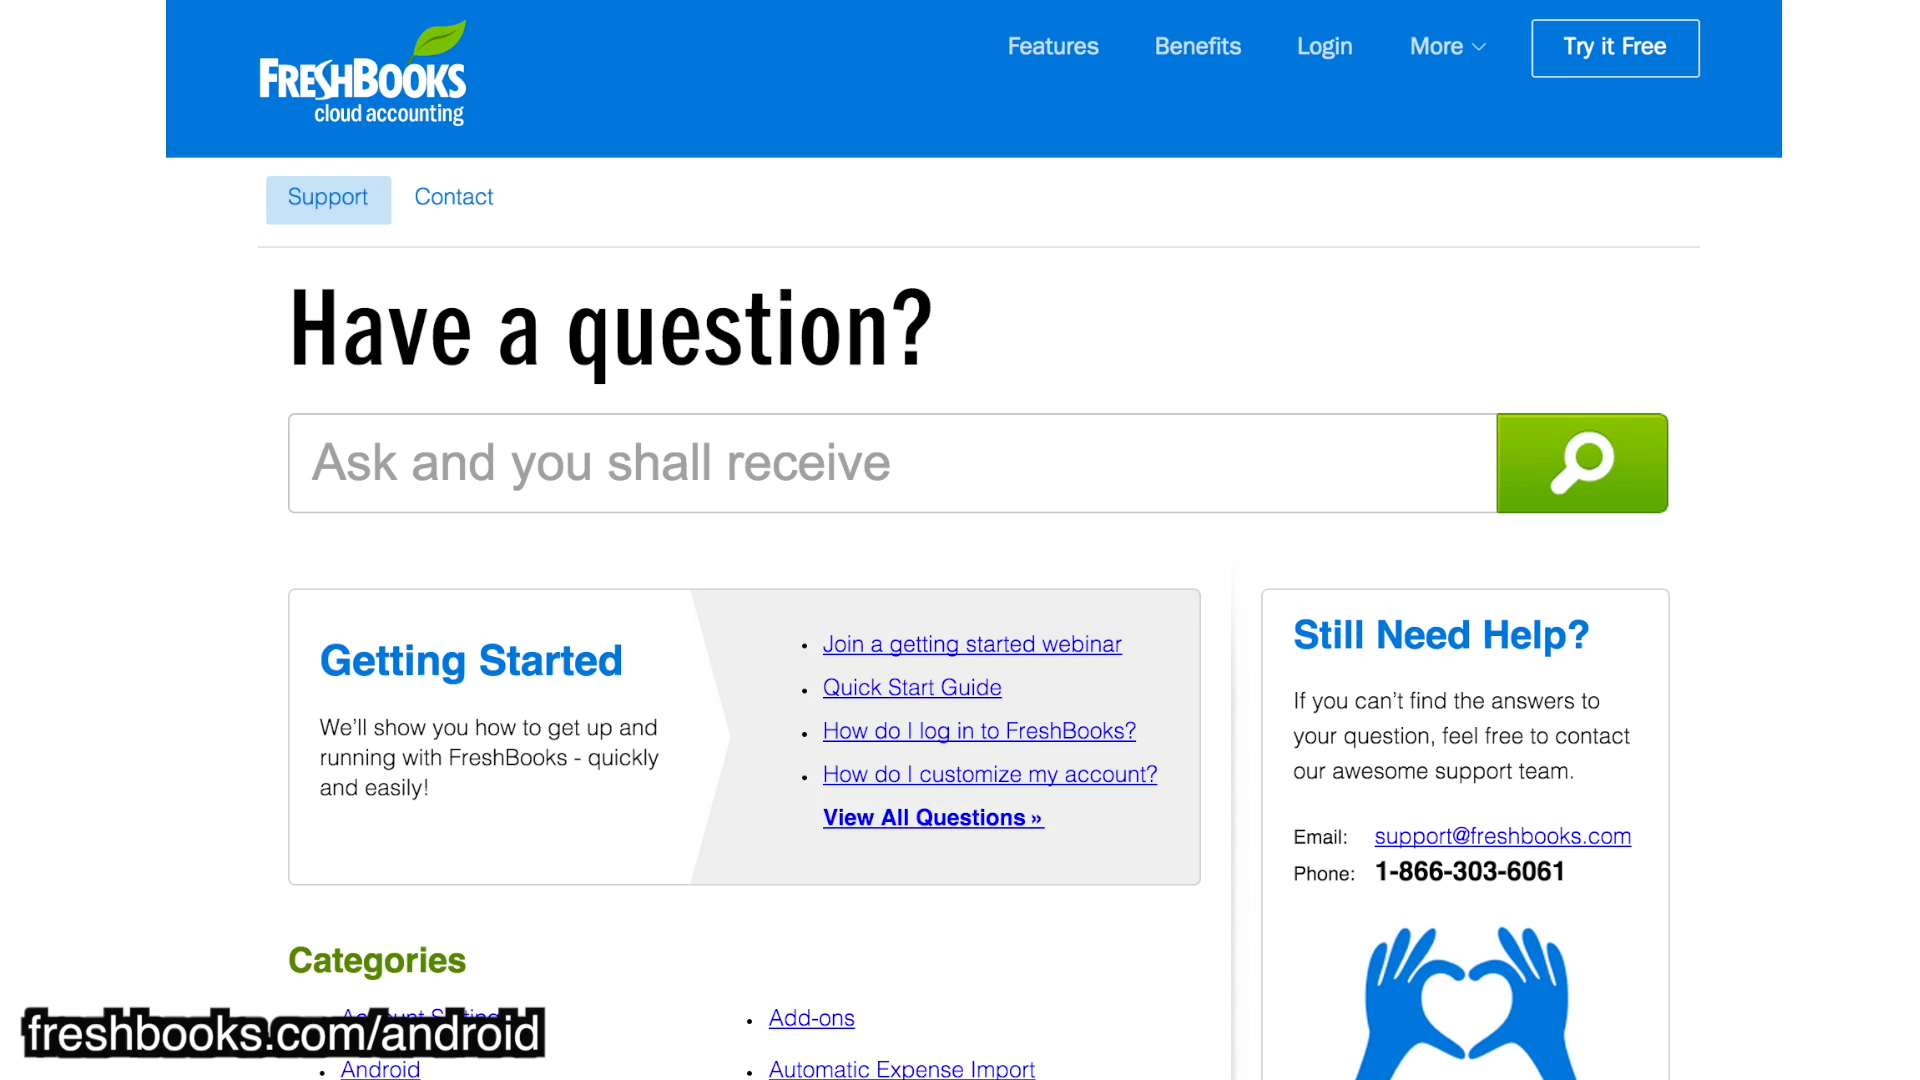 FRESHBOOKS
cloud accounting
Features
Benefits
Login
More
Try it Free
Support
Contact
Have a question?
Ask and you shall receive
Getting Started
We'll show you how to get up and
running with FreshBooks - quickly
and easily!
• Join a getting started webinar
• Quick Start Guide
• How do I log in to FreshBooks?
• How do I customize my account?
View All Questions »
Still Need Help?
If you can't find the answers to
your question, feel free to contact
our awesome support team.
Email: support@freshbooks.com
Phone: 1-866-303-6061
Categories
• Add-ons
• Android
• Automatic Expense Import
freshbooks.com/android